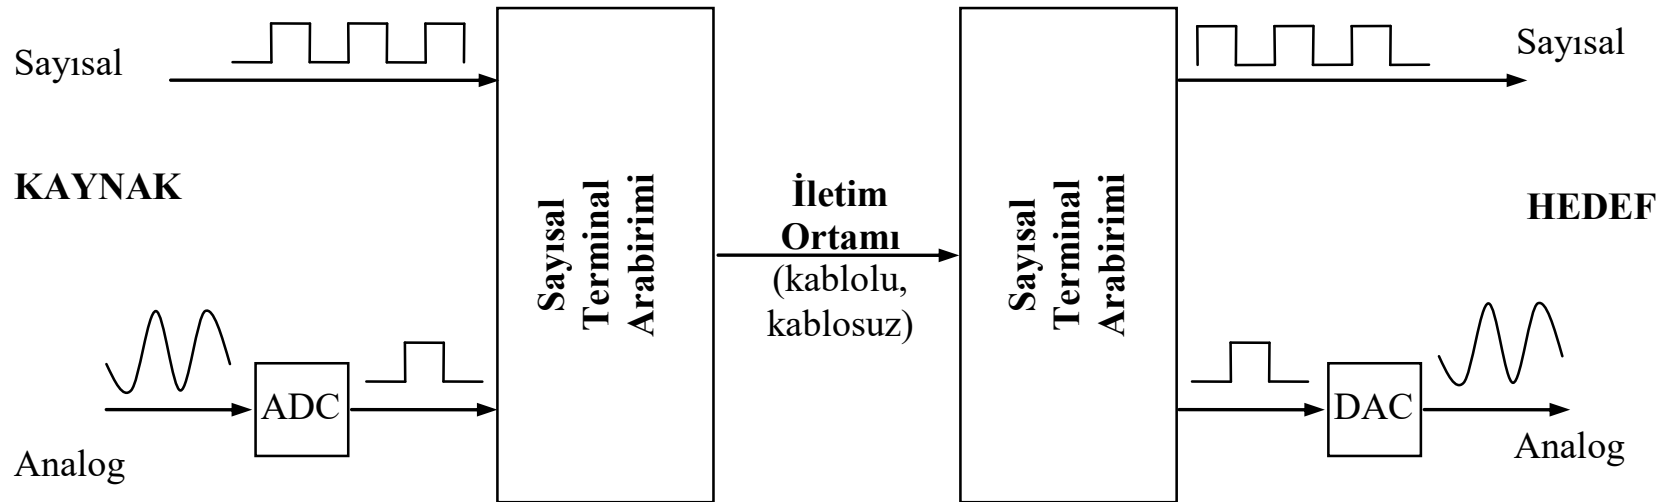 Sayısal
KAYNAK
Analog
ADC
Sayısal
Terminal
Arabirimi
İletim
Ortamı
(kablolu,
kablosuz)
Sayısal
Terminal
Arabirimi
Sayısal
HEDEF
DAC
Analog